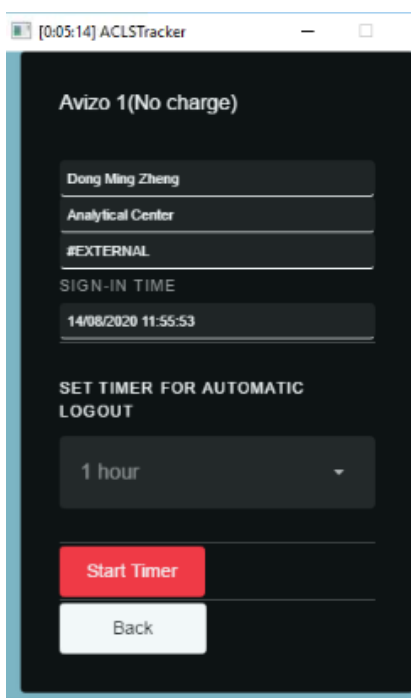 [0:05:14] ACLSTracker
Avizo 1(No charge)
Dong Ming Zheng
Analytical Center
#EXTERNAL
SIGN-IN TIME
14/08/2020 11:55:53
SET TIMER FOR AUTOMATIC
LOGOUT
1 hour
Start Timer
Back